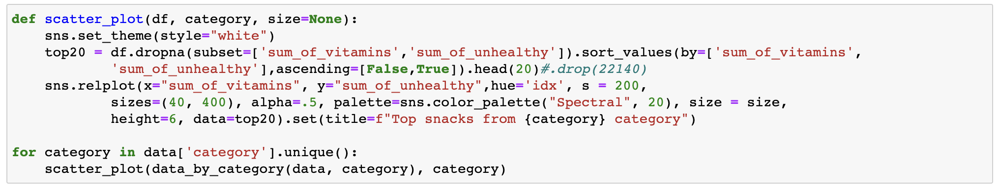 def scatter_plot(df, category, size=None):
    sns.set_theme(style="white")
    top20 = df.dropna(subset=['sum_of_vitamins','sum_of_unhealthy']).sort_values(by=['sum_of_vitamins',
            'sum_of_unhealthy'],ascending=[False,True]).head(20)#.drop(22140)
    sns.relplot(x="sum_of_vitamins", y="sum_of_unhealthy",hue='idx', s = 200,
            sizes=(40, 400), alpha=.5, palette=sns.color_palette("Spectral", 20), size = size,
            height=6, data=top20).set(title=f"Top snacks from {category} category")

for category in data['category'].unique():
    scatter_plot(data_by_category(data, category), category)